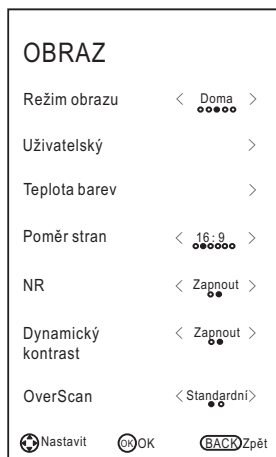 OBRAZ
Režim obrazu < Doma >
Uživatelský >
Teplota barev >
Poměr stran < 16:9 >
NR < Zapnout >
Dynamický < Zapnout >
kontrast
OverScan < Standardní >
Nastavit OK OK BACK Zpět